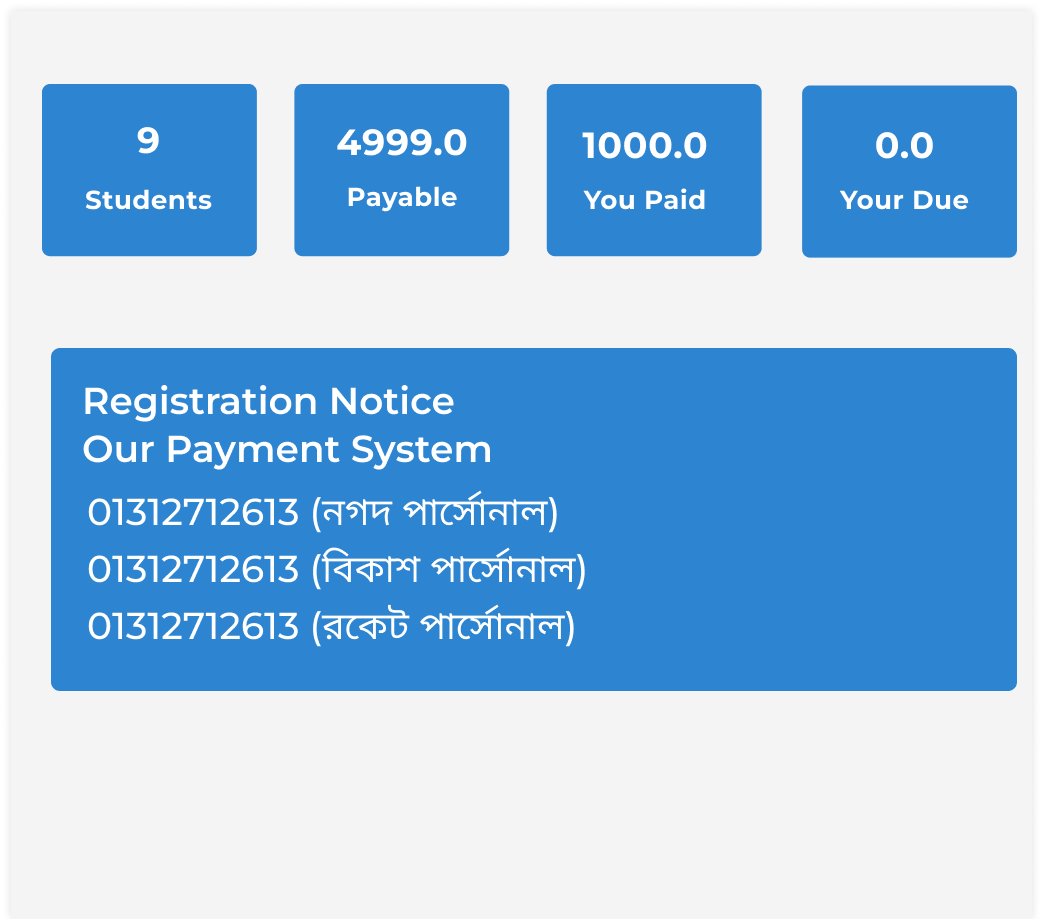 9
Students
4999.0
Payable
1000.0
You Paid
0.0
Your Due
Registration Notice
Our Payment System
01312712613 (নগদ পার্সোনাল)
01312712613 (বিকাশ পার্সোনাল)
01312712613 (রকেট পার্সোনাল)